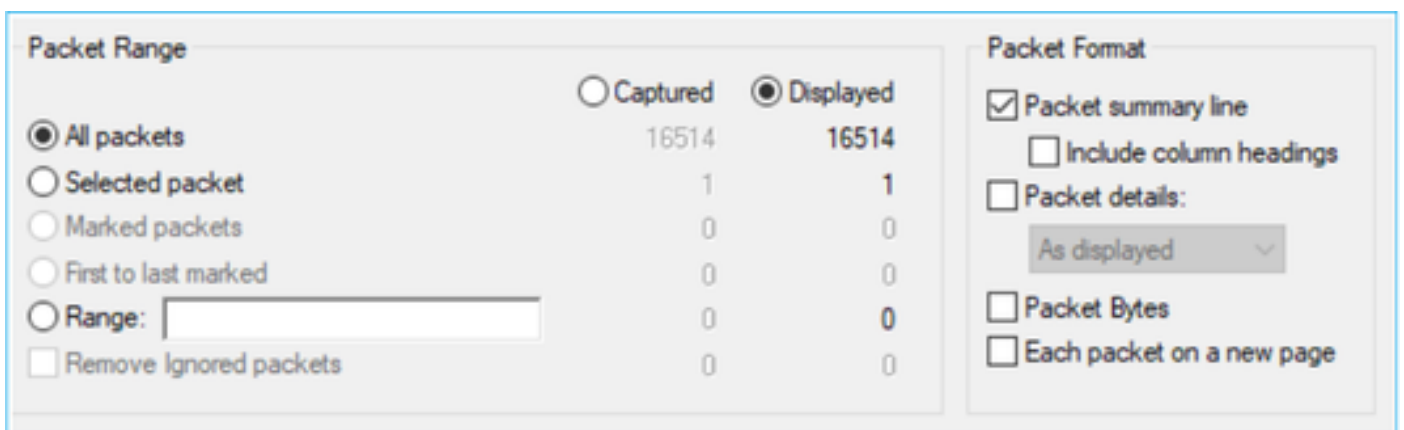 Packet Range
Captured Displayed
All packets 16514 16514
Selected packet 1 1
Marked packets 0 0
First to last marked 0 0
Range: 0 0
Remove Ignored packets 0 0
Packet Format
Packet summary line
Include column headings
Packet details:
As displayed
Packet Bytes
Each packet on a new page